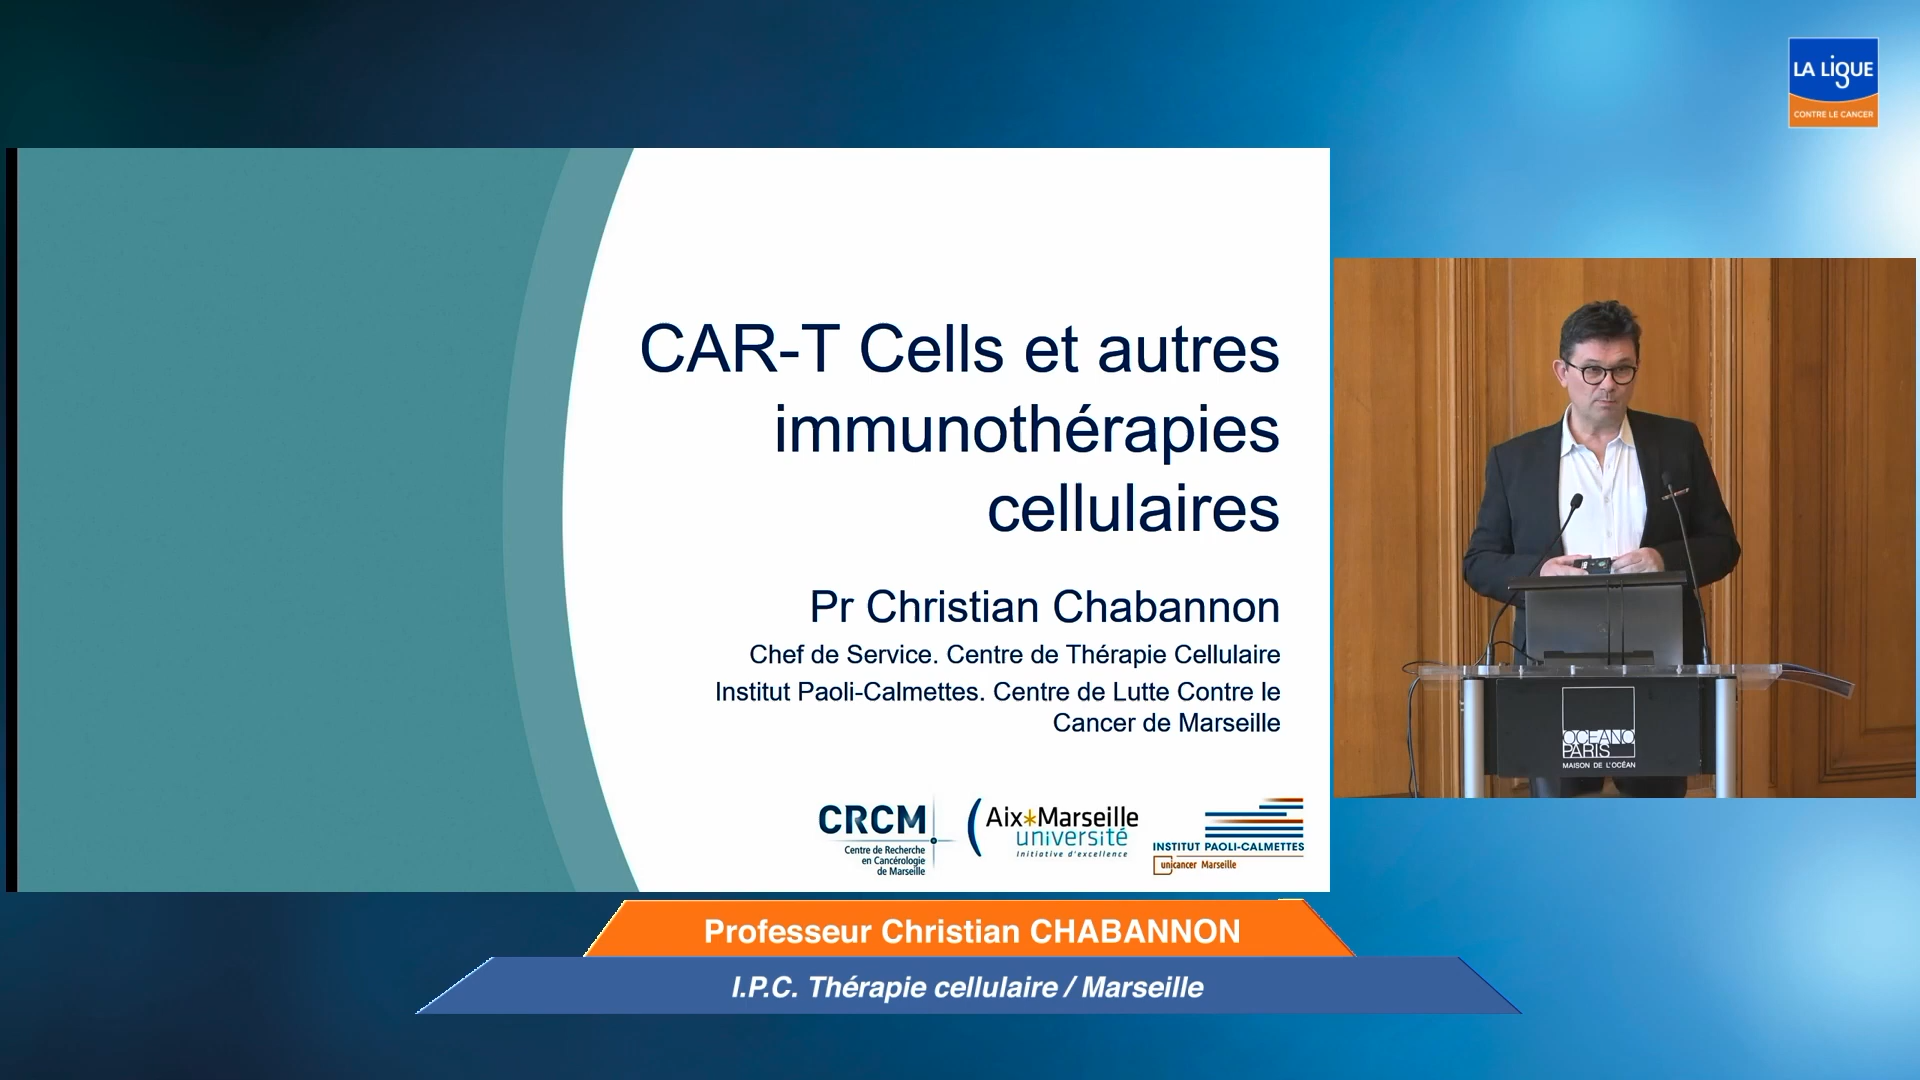 LA LIGUE
CONTRE LE CANCER
CAR-T Cells et autres
immunothérapies
cellulaires
Pr Christian Chabannon
Chef de Service. Centre de Thérapie Cellulaire
Institut Paoli-Calmettes. Centre de Lutte Contre le
Cancer de Marseille
CRCM
Centre de Recherche
en Cancérologie
de Marseille
Aix*Marseille
université
Initiative d'excellence
INSTITUT PAOLI-CALMETTES
unicancer Marseille
OCEANO
PARIS
MAISON DE L'OCÉAN
Professeur Christian CHABANNON
I.P.C. Thérapie cellulaire / Marseille